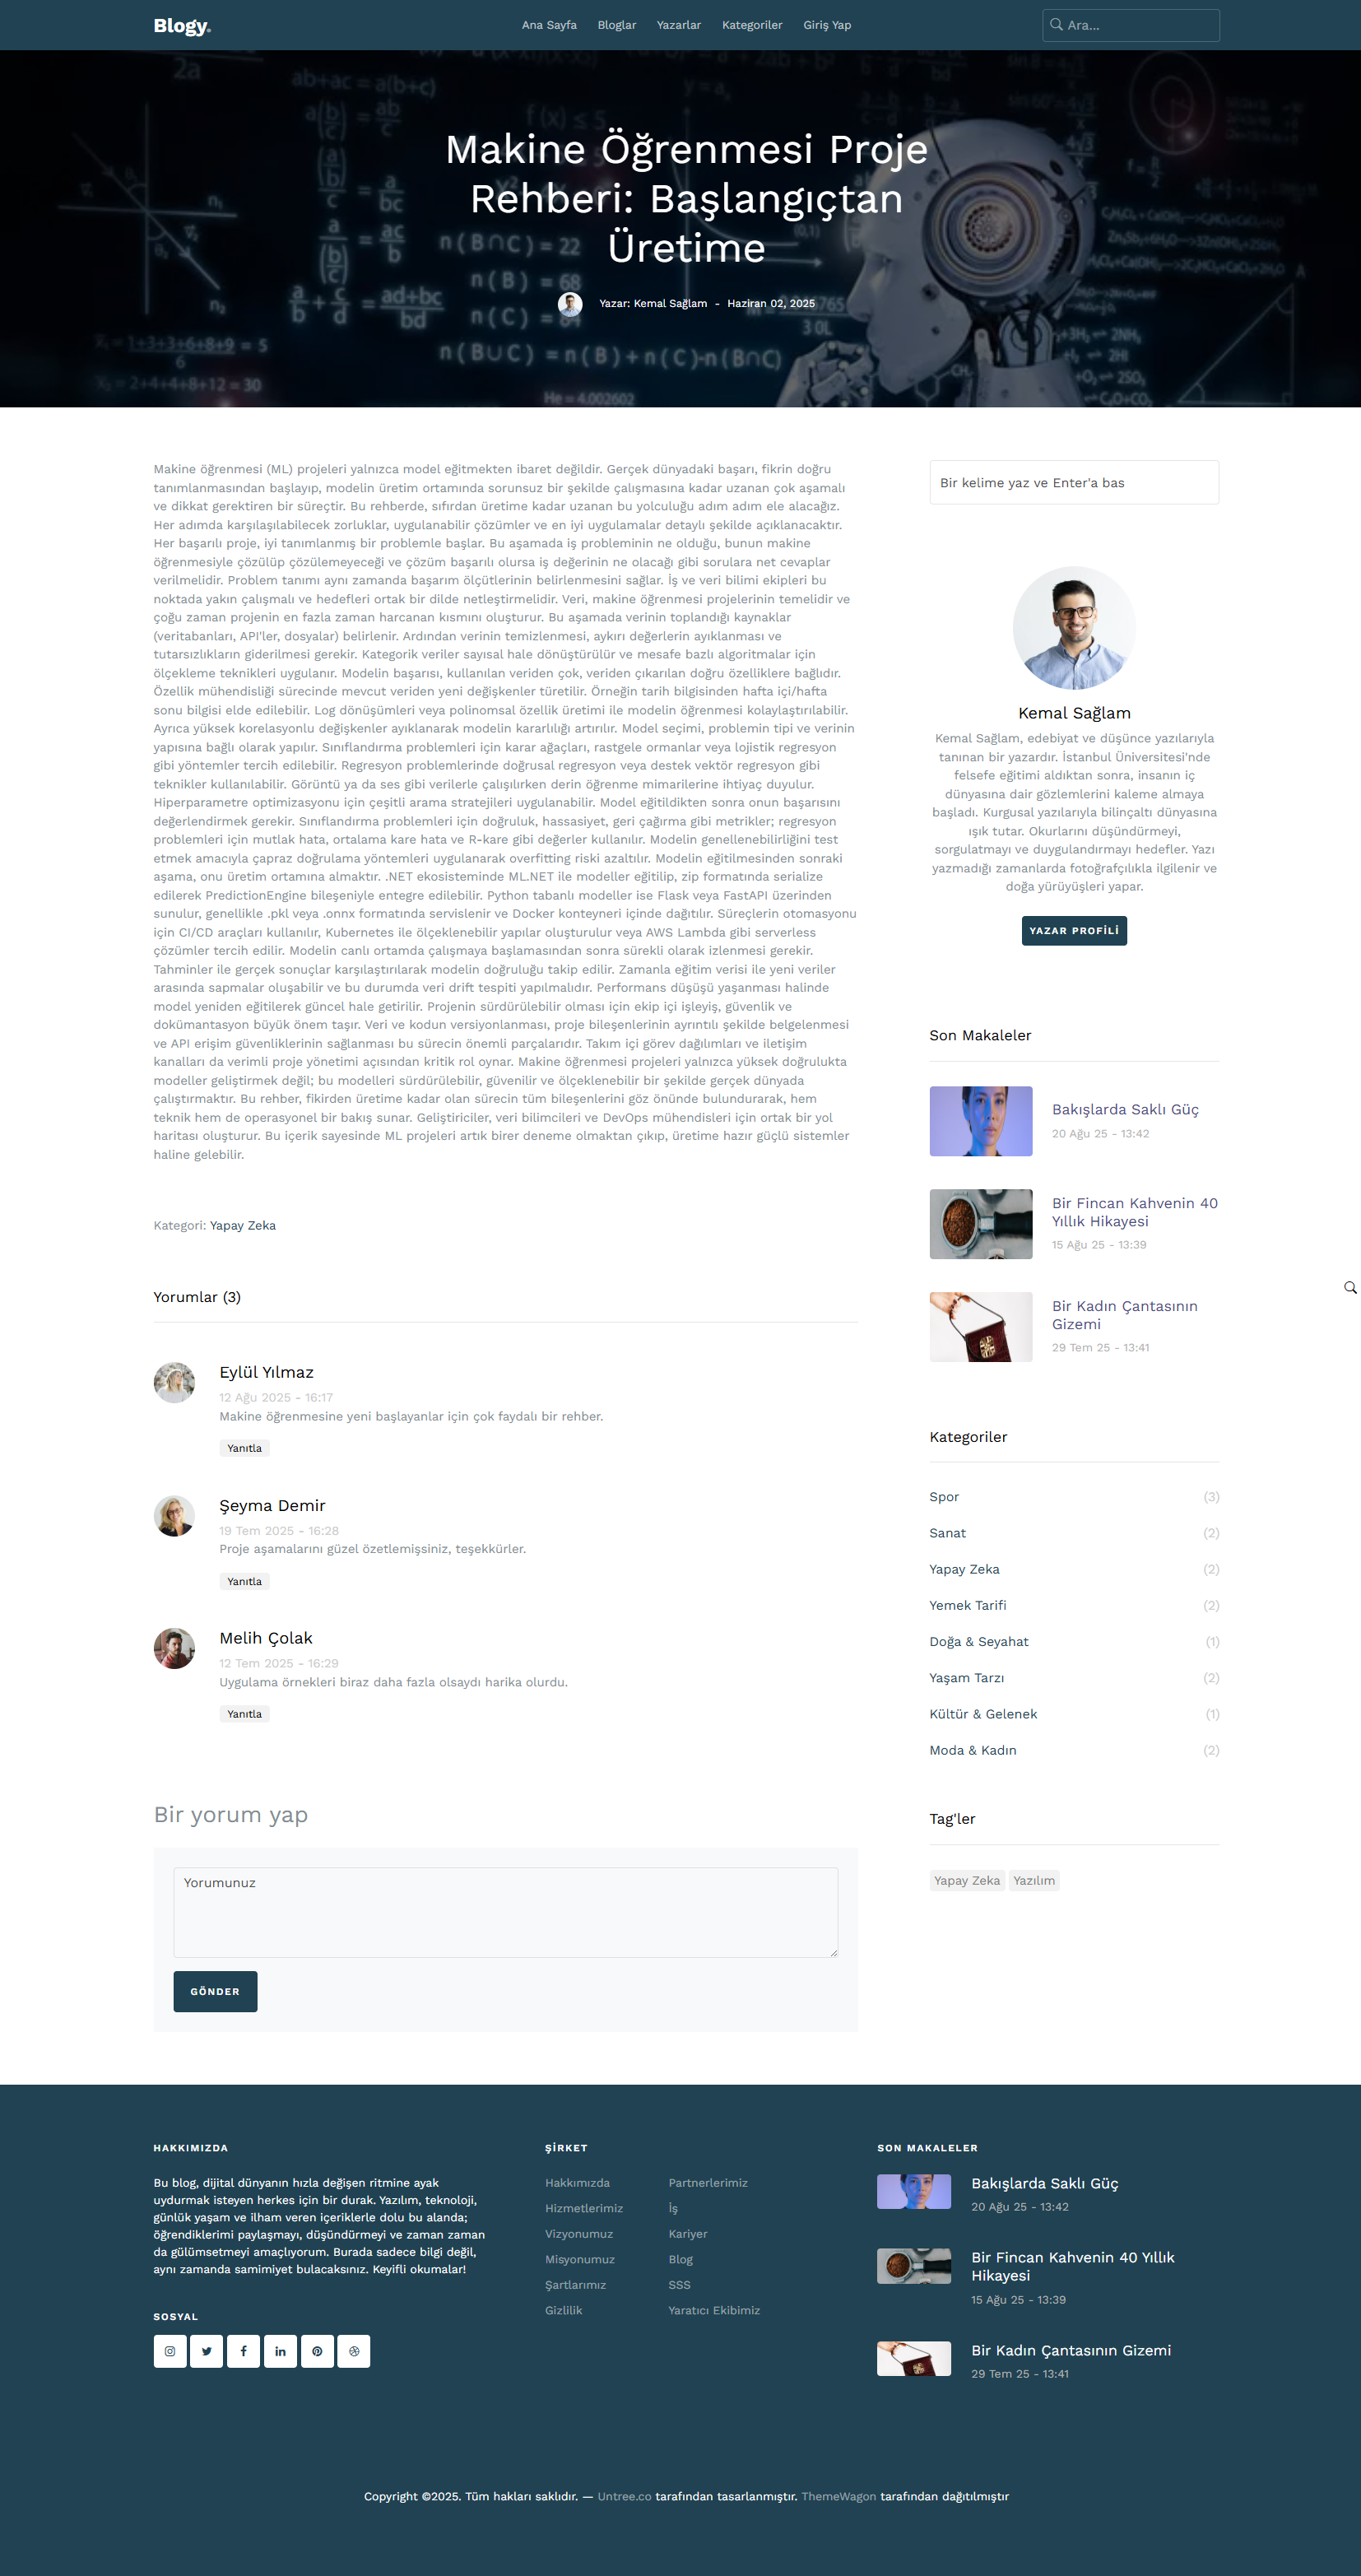 Blogy.
Ana Sayfa
Bloglar
Yazarlar
Kategoriler
Giriş Yap
Ara...
Makine Öğrenmesi Proje
Rehberi: Başlangıçtan
Üretime
Yazar: Kemal Sağlam - Haziran 02, 2025
Makine öğrenmesi (ML) projeleri yalnızca model eğitmekten ibaret değildir. Gerçek dünyadaki başarı, fikrin doğru
tanımlanmasından başlayıp, modelin üretim ortamında sorunsuz bir şekilde çalışmasına kadar uzanan çok aşamalı
ve dikkat gerektiren bir süreçtir. Bu rehberde, sıfırdan üretime kadar uzanan bu yolculuğu adım adım ele alacağız.
Her adımda karşılaşılabilecek zorluklar, uygulanabilir çözümler ve en iyi uygulamalar detaylı şekilde açıklanacaktır.
Her başarılı proje, iyi tanımlanmış bir problemle başlar. Bu aşamada iş probleminin ne olduğu, bunun makine
öğrenmesiyle çözülüp çözülemeyeceği ve çözüm başarılı olursa iş değerinin ne olacağı gibi sorulara net cevaplar
verilmelidir. Problem tanımı aynı zamanda başarım ölçütlerinin belirlenmesini sağlar. İş ve veri bilimi ekipleri bu
noktada yakın çalışmalı ve hedefleri ortak bir dilde netleştirmelidir. Veri, makine öğrenmesi projelerinin temelidir ve
çoğu zaman projenin en fazla zaman harcanan kısmını oluşturur. Bu aşamada verinin toplandığı kaynaklar
(veritabanları, API'ler, dosyalar) belirlenir. Ardından verinin temizlenmesi, aykırı değerlerin ayıklanması ve
tutarsızlıkların giderilmesi gerekir. Kategorik veriler sayısal hale dönüştürülür ve mesafe bazlı algoritmalar için
ölçekleme teknikleri uygulanır. Modelin başarısı, kullanılan veriden çok, veriden çıkarılan doğru özelliklere bağlıdır.
Özellik mühendisliği sürecinde mevcut veriden yeni değişkenler türetilir. Örneğin tarih bilgisinden hafta içi/hafta
sonu bilgisi elde edilebilir. Log dönüşümleri veya polinomsal özellik üretimi ile modelin öğrenmesi kolaylaştırılabilir.
Ayrıca yüksek korelasyonlu değişkenler ayıklanarak modelin kararlılığı artırılır. Model seçimi, problemin tipi ve verinin
yapısına bağlı olarak yapılır. Sınıflandırma problemleri için karar ağaçları, rastgele ormanlar veya lojistik regresyon
gibi yöntemler tercih edilebilir. Regresyon problemlerinde doğrusal regresyon veya destek vektör regresyon gibi
teknikler kullanılabilir. Görüntü ya da ses gibi verilerle çalışılırken derin öğrenme mimarilerine ihtiyaç duyulur.
Hiperparametre optimizasyonu için çeşitli arama stratejileri uygulanabilir. Model eğitildikten sonra onun başarısını
değerlendirmek gerekir. Sınıflandırma problemleri için doğruluk, hassasiyet, geri çağırma gibi metrikler; regresyon
problemleri için mutlak hata, ortalama kare hata ve R-kare gibi değerler kullanılır. Modelin genellenebilirliğini test
etmek amacıyla çapraz doğrulama yöntemleri uygulanarak overfitting riski azaltılır. Modelin eğitilmesinden sonraki
aşama, onu üretim ortamına almaktır. .NET ekosisteminde ML.NET ile modeller eğitilip, zip formatında serialize
edilerek PredictionEngine bileşeniyle entegre edilebilir. Python tabanlı modeller ise Flask veya FastAPI üzerinden
sunulur, genellikle .pkl veya .onnx formatında servislenir ve Docker konteyneri içinde dağıtılır. Süreçlerin otomasyonu
için CI/CD araçları kullanılır, Kubernetes ile ölçeklenebilir yapılar oluşturulur veya AWS Lambda gibi serverless
çözümler tercih edilir. Modelin canlı ortamda çalışmaya başlamasından sonra sürekli olarak izlenmesi gerekir.
Tahminler ile gerçek sonuçlar karşılaştırılarak modelin doğruluğu takip edilir. Zamanla eğitim verisi ile yeni veriler
arasında sapmalar oluşabilir ve bu durumda veri drift tespiti yapılmalıdır. Performans düşüşü yaşanması halinde
model yeniden eğitilerek güncel hale getirilir. Projenin sürdürülebilir olması için ekip içi işleyiş, güvenlik ve
dokümantasyon büyük önem taşır. Veri ve kodun versiyonlanması, proje bileşenlerinin ayrıntılı şekilde belgelenmesi
ve API erişim güvenliklerinin sağlanması bu sürecin önemli parçalarıdır. Takım içi görev dağılımları ve iletişim
kanalları da verimli proje yönetimi açısından kritik rol oynar. Makine öğrenmesi projeleri yalnızca yüksek doğrulukta
modeller geliştirmek değil; bu modelleri sürdürülebilir, güvenilir ve ölçeklenebilir bir şekilde gerçek dünyada
çalıştırmaktır. Bu rehber, fikirden üretime kadar olan sürecin tüm bileşenlerini göz önünde bulundurarak, hem
teknik hem de operasyonel bir bakış sunar. Geliştiriciler, veri bilimcileri ve DevOps mühendisleri için ortak bir yol
haritası oluşturur. Bu içerik sayesinde ML projeleri artık birer deneme olmaktan çıkıp, üretime hazır güçlü sistemler
haline gelebilir.
Kategori: Yapay Zeka
Yorumlar (3)
Eylül Yılmaz
12 Ağu 2025 - 16:17
Makine öğrenmesine yeni başlayanlar için çok faydalı bir rehber.
Yanıtla
Şeyma Demir
19 Tem 2025 - 16:28
Proje aşamalarını güzel özetlemişsiniz, teşekkürler.
Yanıtla
Melih Çolak
12 Tem 2025 - 16:29
Uygulama örnekleri biraz daha fazla olsaydı harika olurdu.
Yanıtla
Bir yorum yap
Yorumunuz
GÖNDER
Bir kelime yaz ve Enter'a bas
Kemal Sağlam
Kemal Sağlam, edebiyat ve düşünce yazılarıyla
tanınan bir yazardır. İstanbul Üniversitesi'nde
felsefe eğitimi aldıktan sonra, insanın iç
dünyasına dair gözlemlerini kaleme almaya
başladı. Kurgusal yazılarıyla bilinçaltı dünyasına
ışık tutar. Okurlarını düşündürmeyi,
sorgulatmayı ve duygulandırmayı hedefler. Yazı
yazmadığı zamanlarda fotoğrafçılıkla ilgilenir ve
doğa yürüyüşleri yapar.
YAZAR PROFİLİ
Son Makaleler
Bakışlarda Saklı Güç
20 Ağu 25 - 13:42
Bir Fincan Kahvenin 40
Yıllık Hikayesi
15 Ağu 25 - 13:39
Bir Kadın Çantasının
Gizemi
29 Tem 25 - 13:41
Kategoriler
Spor (3)
Sanat (2)
Yapay Zeka (2)
Yemek Tarifi (2)
Doğa & Seyahat (1)
Yaşam Tarzı (2)
Kültür & Gelenek (1)
Moda & Kadın (2)
Tag'ler
Yapay Zeka Yazılım
HAKKIMIZDA
Bu blog, dijital dünyanın hızla değişen ritmine ayak
uydurmak isteyen herkes için bir durak. Yazılım, teknoloji,
günlük yaşam ve ilham veren içeriklerle dolu bu alanda;
öğrendiklerimi paylaşmayı, düşündürmeyi ve zaman zaman
da gülümsetmeyi amaçlıyorum. Burada sadece bilgi değil,
aynı zamanda samimiyet bulacaksınız. Keyifli okumalar!
SOSYAL
ŞİRKET
Hakkımızda
Hizmetlerimiz
Vizyonumuz
Misyonumuz
Şartlarımız
Gizlilik
Partnerlerimiz
İş
Kariyer
Blog
SSS
Yaratıcı Ekibimiz
SON MAKALELER
Bakışlarda Saklı Güç
20 Ağu 25 - 13:42
Bir Fincan Kahvenin 40 Yıllık
Hikayesi
15 Ağu 25 - 13:39
Bir Kadın Çantasının Gizemi
29 Tem 25 - 13:41
Copyright ©2025. Tüm hakları saklıdır. — Untree.co tarafından tasarlanmıştır. ThemeWagon tarafından dağıtılmıştır